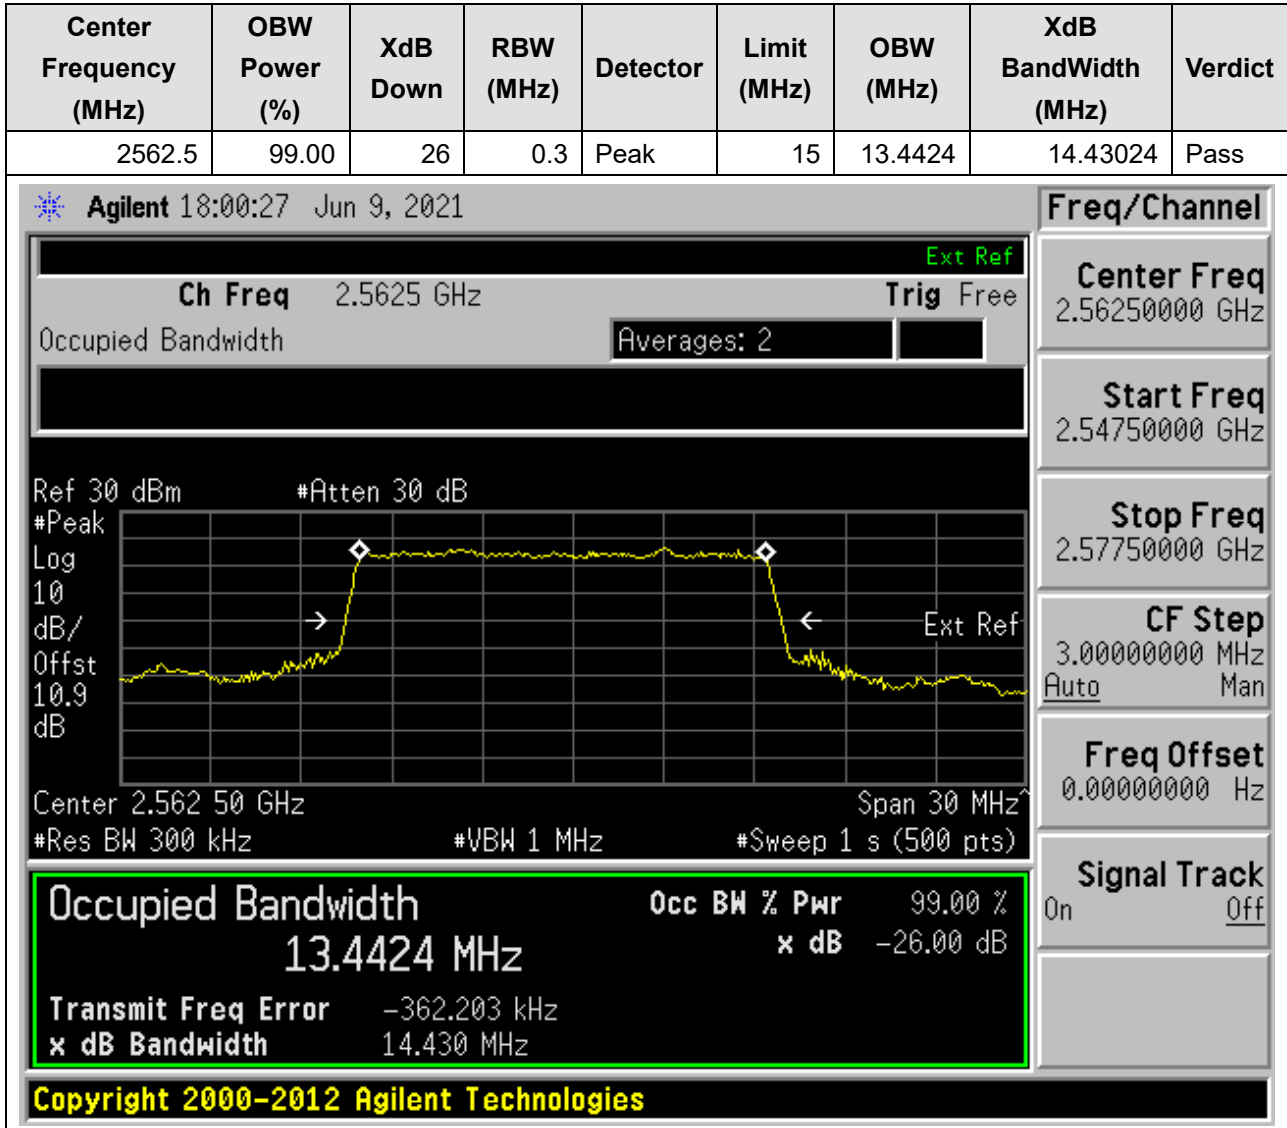 Center Frequency (MHz) OBW Power (%) XdB Down RBW (MHz) Detector Limit (MHz) OBW (MHz) XdB BandWidth (MHz) Verdict
2562.5 99.00 26 0.3 Peak 15 13.4424 14.43024 Pass
Agilent 18:00:27 Jun 9, 2021
Freq/Channel
Ext Ref
Ch Freq 2.5625 GHz Trig Free
Occupied Bandwidth Averages: 2
Center Freq
2.56250000 GHz
Start Freq
2.54750000 GHz
Stop Freq
2.57750000 GHz
CF Step
3.00000000 MHz
Auto Man
Freq Offset
0.00000000 Hz
Signal Track
On Off
Ref 30 dBm #Atten 30 dB
#Peak
Log
10
dB/
Offst
10.9
dB
Ext Ref
Center 2.562 50 GHz Span 30 MHz^
#Res BW 300 kHz #VBW 1 MHz #Sweep 1 s (500 pts)
Occupied Bandwidth Occ BW % Pwr 99.00 %
13.4424 MHz x dB -26.00 dB
Transmit Freq Error -362.203 kHz
x dB Bandwidth 14.430 MHz
Copyright 2000-2012 Agilent Technologies